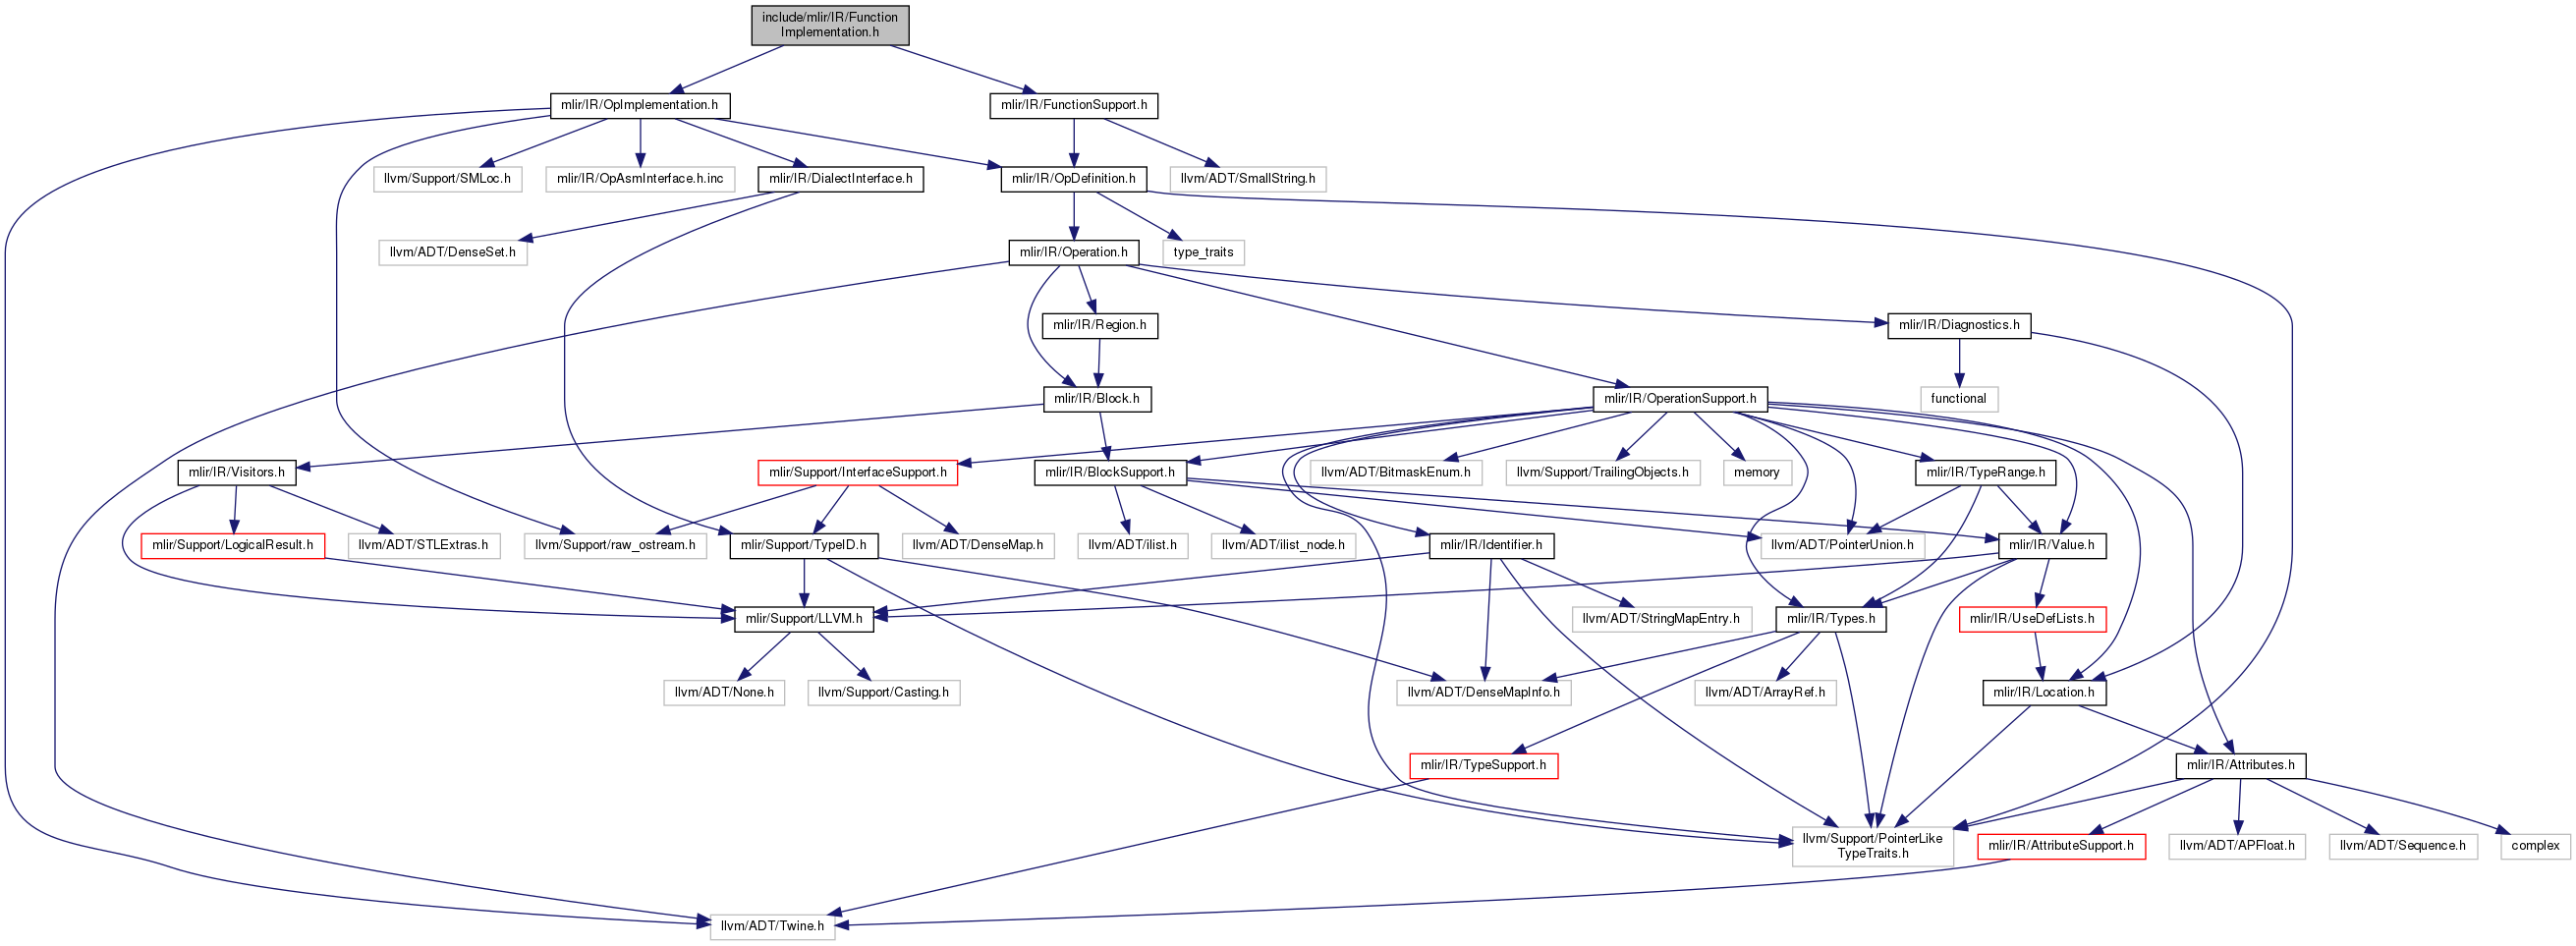 include/mlir/IR/Function
Implementation.h
mlir/IR/OpImplementation.h
mlir/IR/FunctionSupport.h
llvm/Support/SMLoc.h
mlir/IR/OpAsmInterface.h.inc
mlir/IR/DialectInterface.h
mlir/IR/OpDefinition.h
llvm/ADT/SmallString.h
llvm/ADT/DenseSet.h
mlir/IR/Operation.h
type_traits
mlir/IR/Region.h
mlir/IR/Diagnostics.h
mlir/IR/Block.h
mlir/IR/OperationSupport.h
functional
mlir/IR/Visitors.h
mlir/Support/InterfaceSupport.h
mlir/IR/BlockSupport.h
llvm/ADT/BitmaskEnum.h
llvm/Support/TrailingObjects.h
memory
mlir/IR/TypeRange.h
mlir/Support/LogicalResult.h
llvm/ADT/STLExtras.h
llvm/Support/raw_ostream.h
mlir/Support/TypeID.h
llvm/ADT/DenseMap.h
llvm/ADT/ilist.h
llvm/ADT/ilist_node.h
mlir/IR/Identifier.h
llvm/ADT/PointerUnion.h
mlir/IR/Value.h
mlir/Support/LLVM.h
llvm/ADT/StringMapEntry.h
mlir/IR/Types.h
mlir/IR/UseDefLists.h
llvm/ADT/None.h
llvm/Support/Casting.h
llvm/ADT/DenseMapInfo.h
llvm/ADT/ArrayRef.h
mlir/IR/Location.h
mlir/IR/TypeSupport.h
mlir/IR/Attributes.h
llvm/Support/PointerLike
TypeTraits.h
mlir/IR/AttributeSupport.h
llvm/ADT/APFloat.h
llvm/ADT/Sequence.h
complex
llvm/ADT/Twine.h